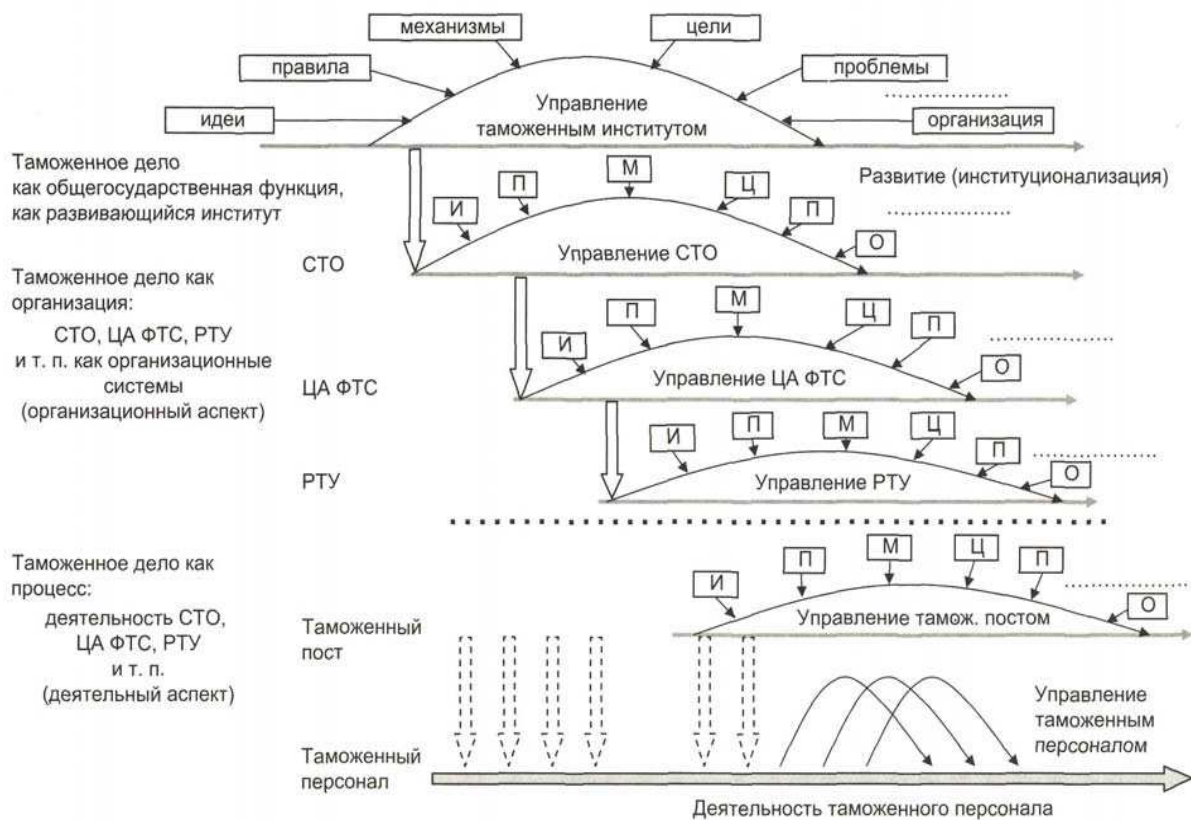 механизмы
цели
правила
проблемы
идеи
Управление
таможенным институтом
организация
Таможенное дело
как общегосударственная функция,
как развивающийся институт
Развитие (институционализация)
И
П
М
Ц
П
О
СТО
Управление СТО
Таможенное дело как
организация:
СТО, ЦА ФТС, РТУ
и т. п. как организационные
системы
(организационный аспект)
И
П
М
Ц
П
О
ЦА ФТС
Управление ЦА ФТС
И
П
М
Ц
П
О
РТУ
Управление РТУ
Таможенное дело как
процесс:
деятельность СТО,
ЦА ФТС, РТУ
и т. п.
(деятельный аспект)
И
П
М
Ц
П
О
Таможенный
пост
Управление тамож. постом
Управление
таможенным
персоналом
Таможенный
персонал
Деятельность таможенного персонала